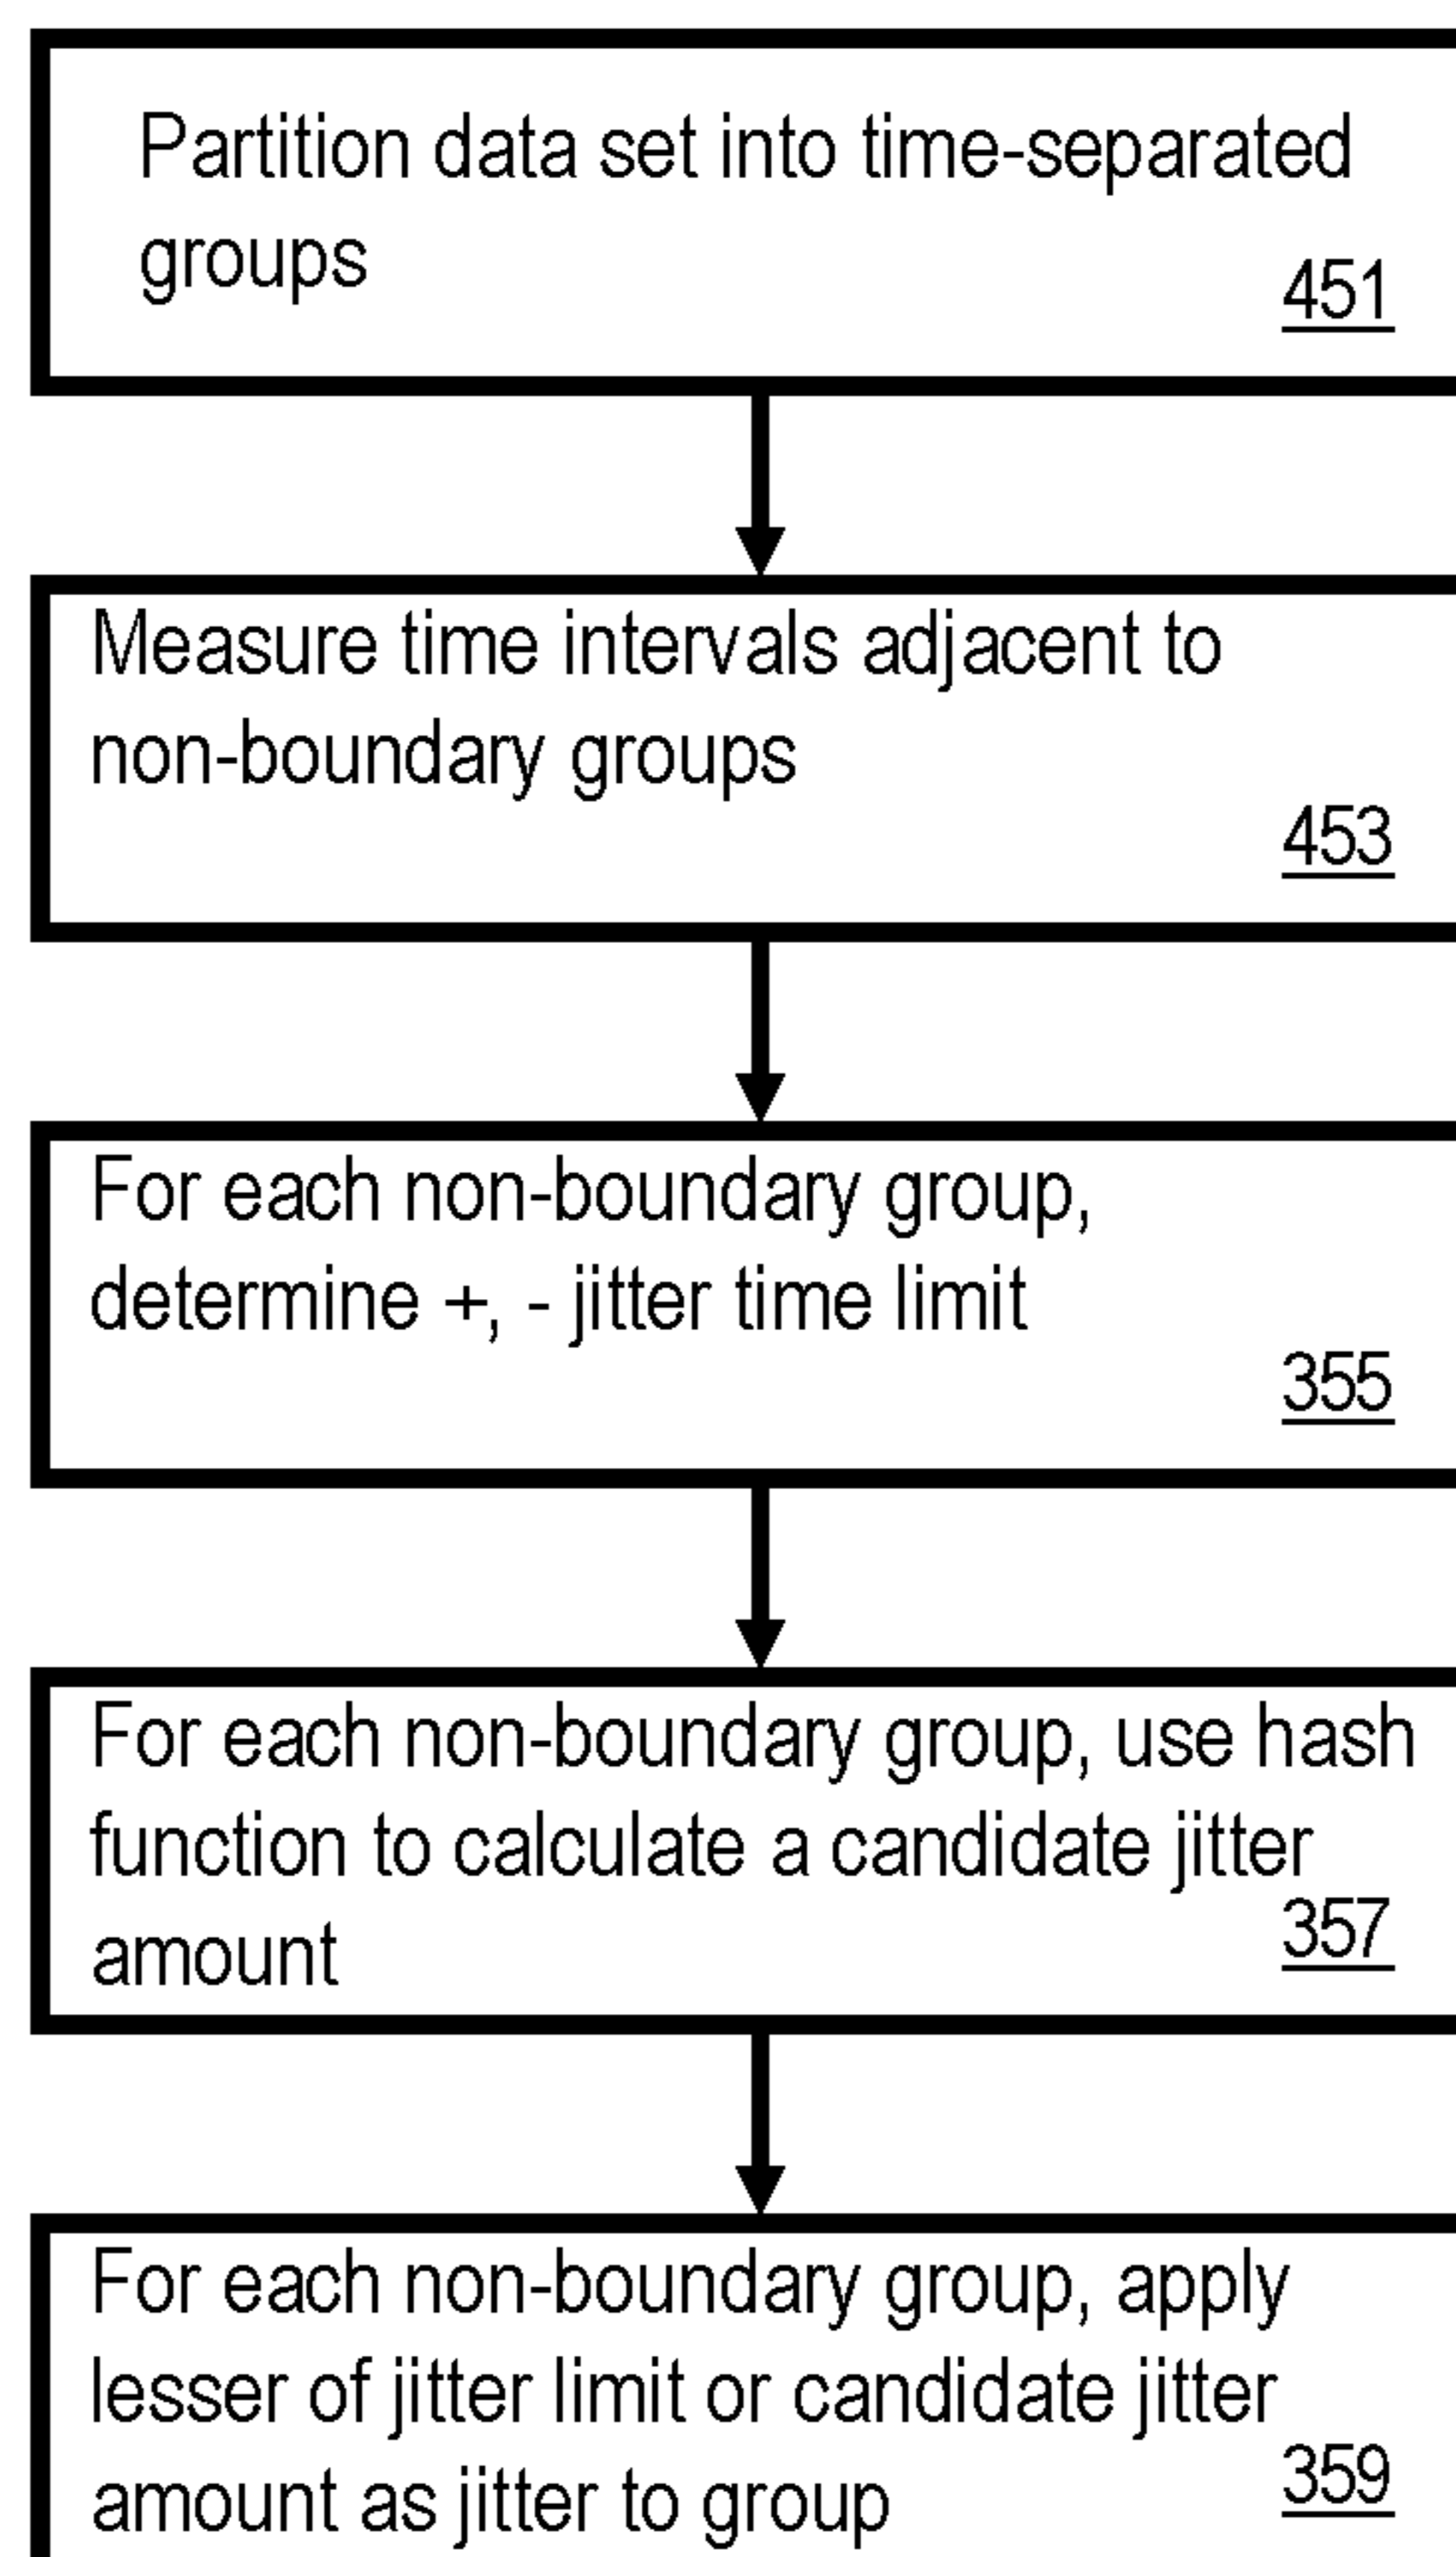 Partition data set into time-separated
groups
451
Measure time intervals adjacent to
non-boundary groups
453
For each non-boundary group,
determine +, - jitter time limit
355
For each non-boundary group, use hash
function to calculate a candidate jitter
amount
357
For each non-boundary group, apply
lesser of jitter limit or candidate jitter
amount as jitter to group
359